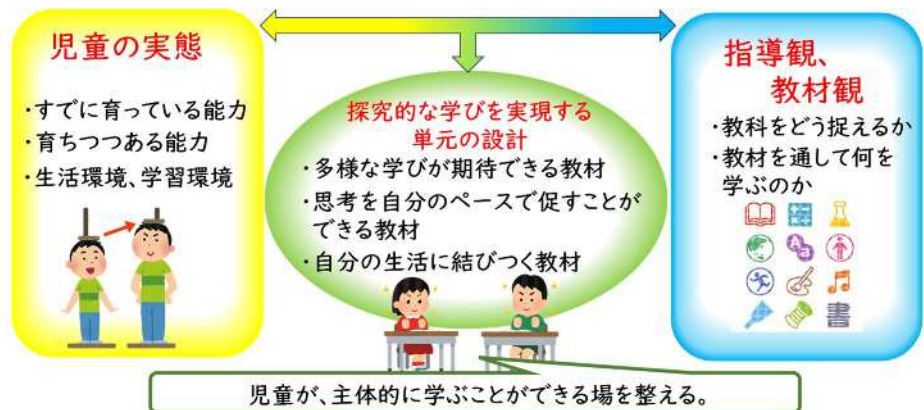 児童の実態
・すでに育っている能力
・育ちつつある能力
・生活環境、学習環境
探究的な学びを実現する
単元の設計
・多様な学びが期待できる教材
・思考を自分のペースで促すことが
できる教材
・自分の生活に結びつく教材
指導観、
教材観
・教科をどう捉えるか
・教材を通して何を
学ぶのか
Aa
書
児童が、主体的に学ぶことができる場を整える。